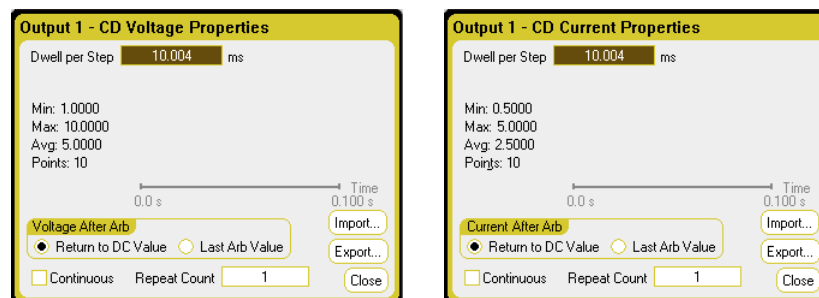 Output 1 - CD Voltage Properties
Dwell per Step 10.004 ms
Min: 1.0000
Max: 10.0000
Avg: 5.0000
Points: 10
Time
0.0 s 0.100 s
Voltage After Arb
Return to DC Value Last Arb Value
Import...
Export...
Continuous Repeat Count 1
Close
Output 1 - CD Current Properties
Dwell per Step 10.004 ms
Min: 0.5000
Max: 5.0000
Avg: 2.5000
Points: 10
Time
0.0 s 0.100 s
Current After Arb
Return to DC Value Last Arb Value
Import...
Export...
Continuous Repeat Count 1
Close